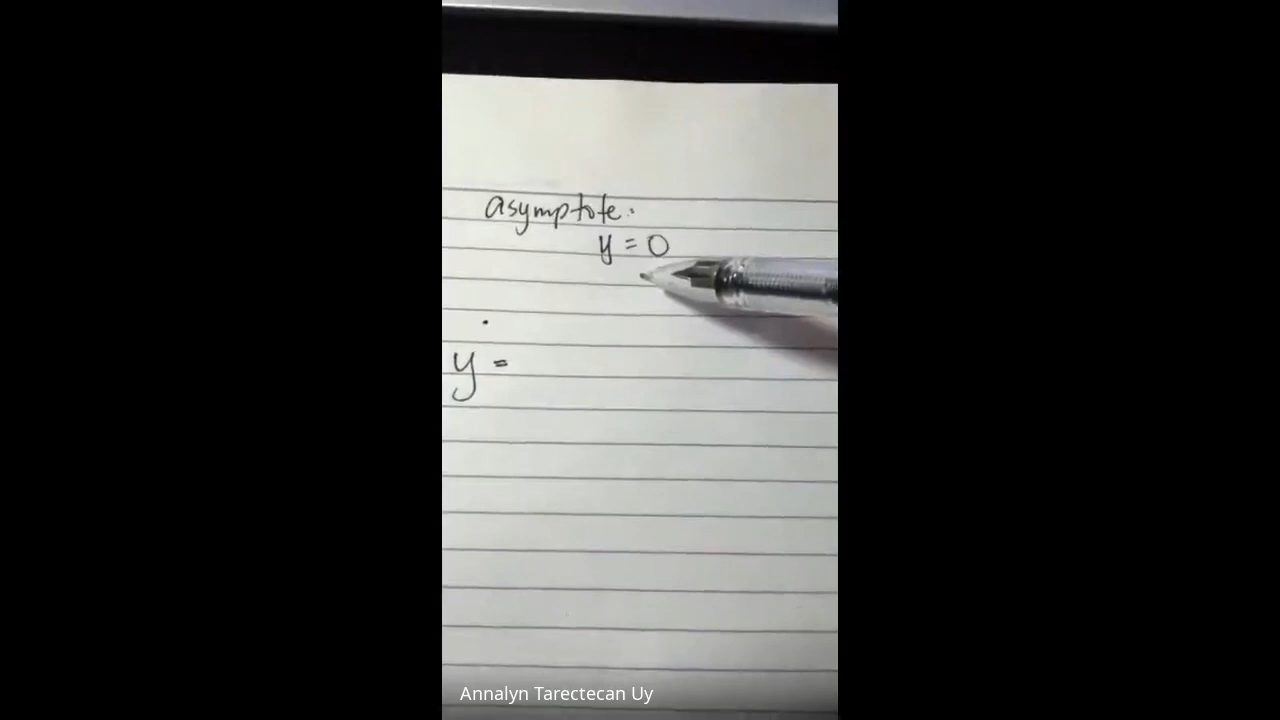 asymptote:
y = 0
y =
Annalyn Tarectecan Uy